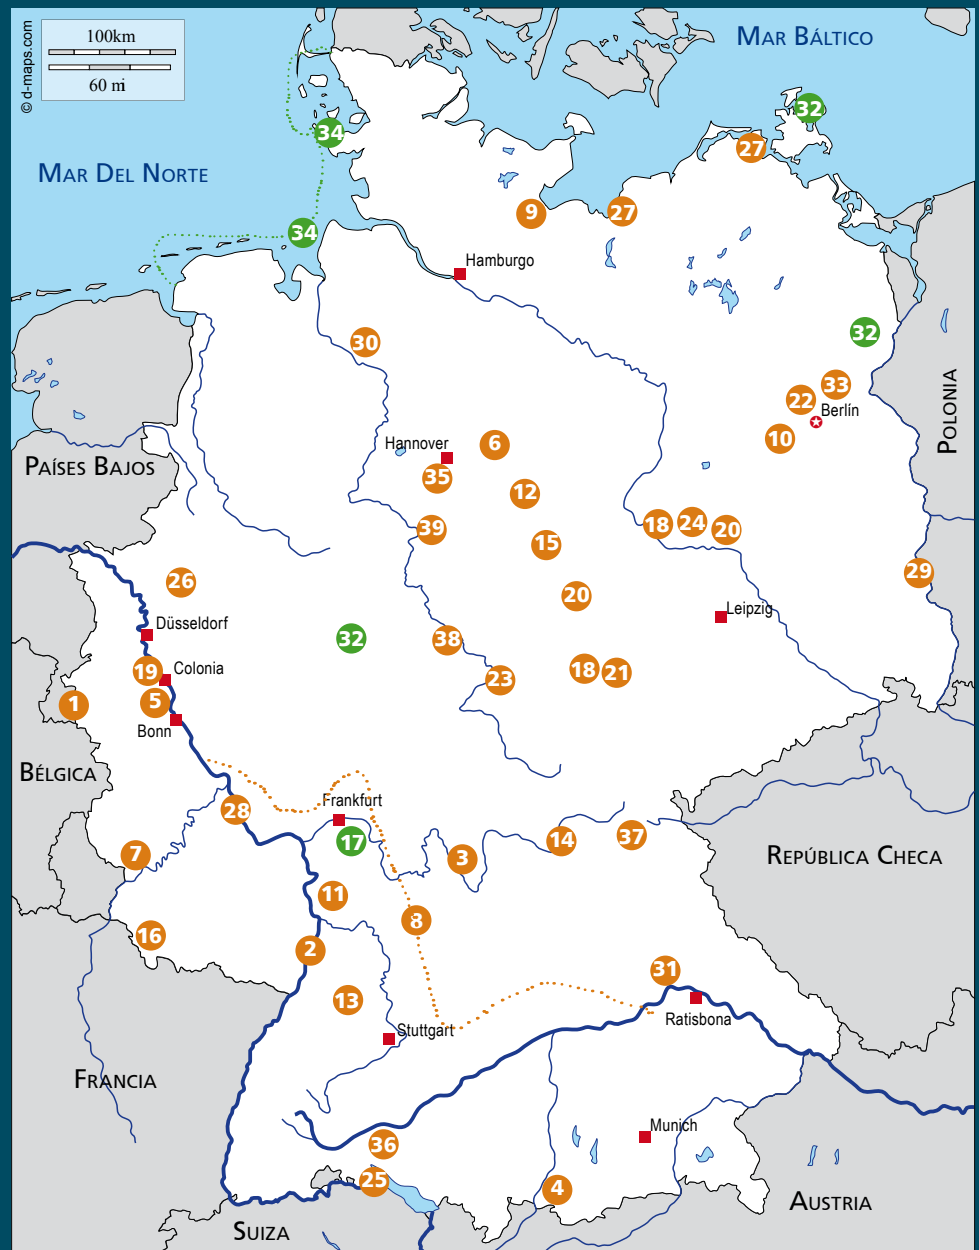 100km
60 mi
© d-maps.com
MAR BÁLTICO
32
34
27
MAR DEL NORTE
9
27
34
Hamburgo
30
32
33
22
Berlín
10
POLONIA
Hannover
6
35
PAÍSES BAJOS
12
39
18
24
20
15
29
26
20
Düsseldorf
Leipzig
32
38
19
Colonia
18
21
23
1
5
Bonn
BÉLGICA
Frankfurt
28
17
14
37
7
3
REPÚBLICA CHECA
11
8
16
2
31
13
Ratisbona
Stuttgart
FRANCIA
Munich
36
25
4
AUSTRIA
SUIZA